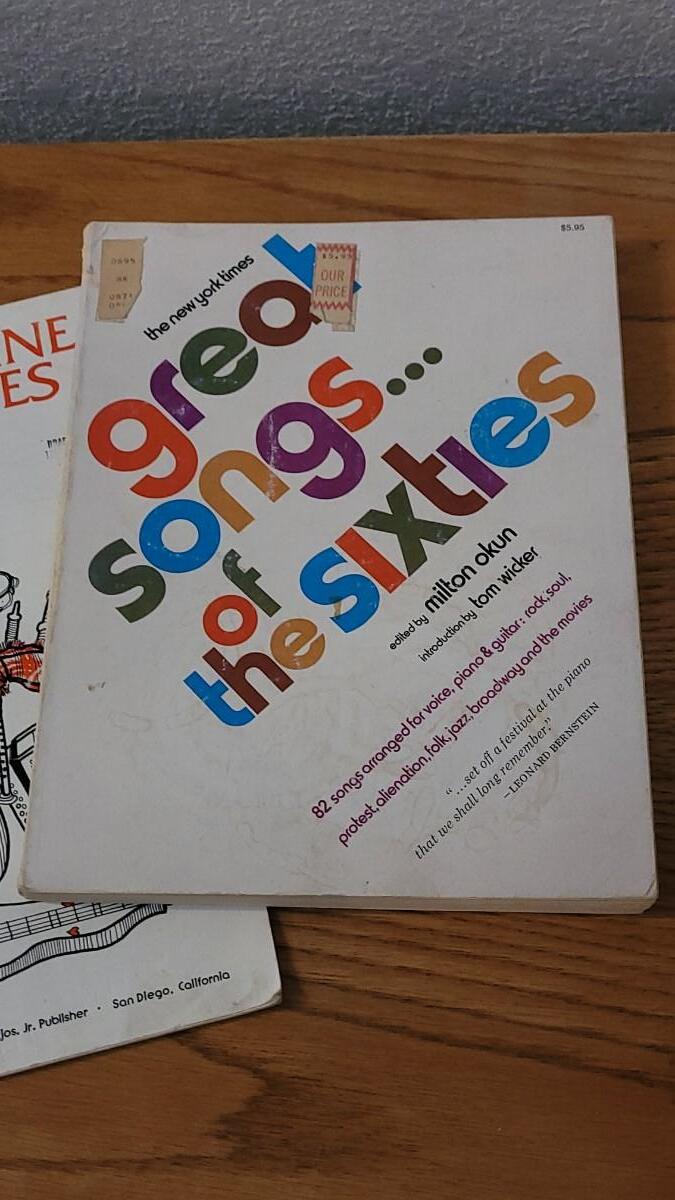 $5.95
0595
$5.95
OUR
PRICE
the new york times
great
songs...
of
the sixties
edited by milton okun
introduction by tom wicker
82 songs arranged for voice, piano & guitar: rock, soul,
protest, alienation, folk, jazz, broadway and the movies
"...set off a festival at the piano
that we shall long remember."
—LEONARD BERNSTEIN
NE
ES
Jos. Jr. Publisher · San Diego, California